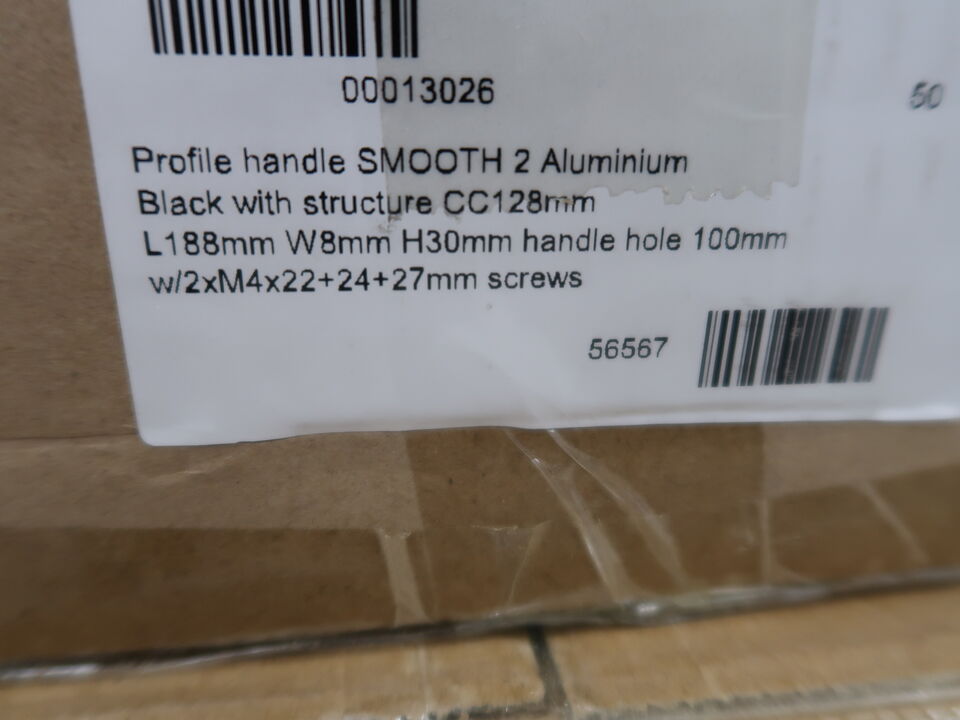 00013026
50
Profile handle SMOOTH 2 Aluminium
Black with structure CC128mm
L188mm W8mm H30mm handle hole 100mm
w/2xM4x22+24+27mm screws
56567